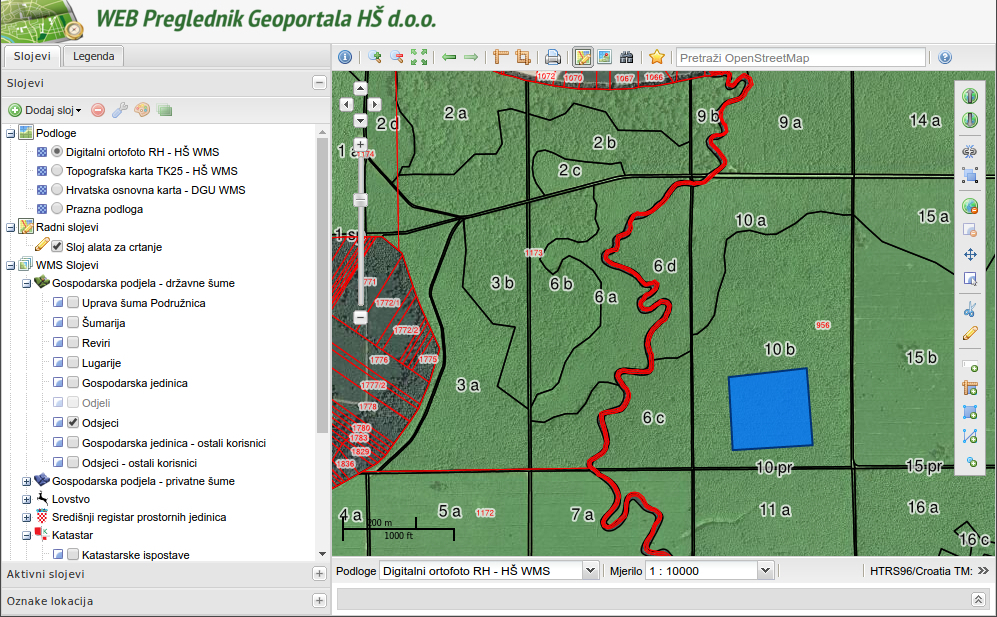 WEB Preglednik Geoportala HŠ d.o.o.
Slojevi
Legenda
Pretraži OpenStreetMap
Slojevi
Dodaj sloj
Podloge
Digitalni ortofoto RH - HŠ WMS
Topografska karta TK25 - HŠ WMS
Hrvatska osnovna karta - DGU WMS
Prazna podloga
Radni slojevi
Sloj alata za crtanje
WMS Slojevi
Gospodarska podjela - državne šume
Uprava šuma Podružnica
Šumarija
Reviri
Lugarije
Gospodarska jedinica
Odjeli
Odsjeci
Gospodarska jedinica - ostali korisnici
Odsjeci - ostali korisnici
Gospodarska podjela - privatne šume
Lovstvo
Središnji registar prostornih jedinica
Katastar
Katastarske ispostave
Aktivni slojevi
Oznake lokacija
1072
1070
1067
1066
2 d
2 a
2 b
9 b
9 a
14 a
1 a
1174
2 c
10 a
15 a
1 s
1173
6 d
1771
3 b
6 b
6 a
1772/1
1772/2
956
1776
1775
10 b
15 b
1777/2
3 a
1778
6 c
1780
1783
1829
1836
10 pr
15 pr
4 a
5 a
1172
7 a
11 a
16 a
16 c
200 m
1000 ft
Podloge
Digitalni ortofoto RH - HŠ WMS
Mjerilo
1 : 10000
HTRS96/Croatia TM: